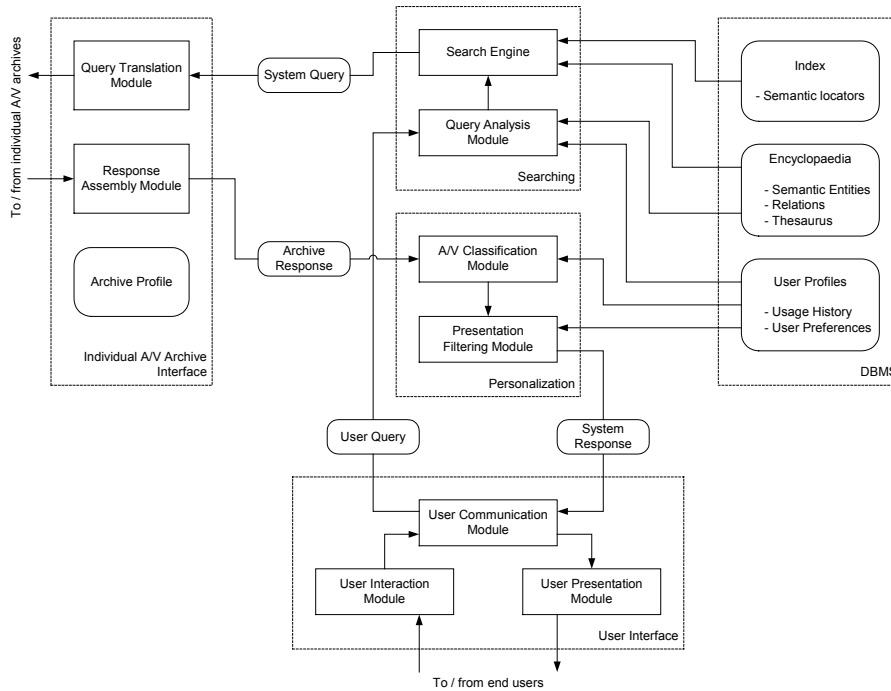 To / from individual A/V archives
Query Translation
Module
Response
Assembly Module
Archive Profile
Individual A/V Archive
Interface
System Query
Archive
Response
Search Engine
Query Analysis
Module
Searching
A/V Classification
Module
Presentation
Filtering Module
Personalization
Index
- Semantic locators
Encyclopaedia
- Semantic Entities
- Relations
- Thesaurus
User Profiles
- Usage History
- User Preferences
DBMS
User Query
System
Response
User Communication
Module
User Interaction
Module
User Presentation
Module
User Interface
To / from end users